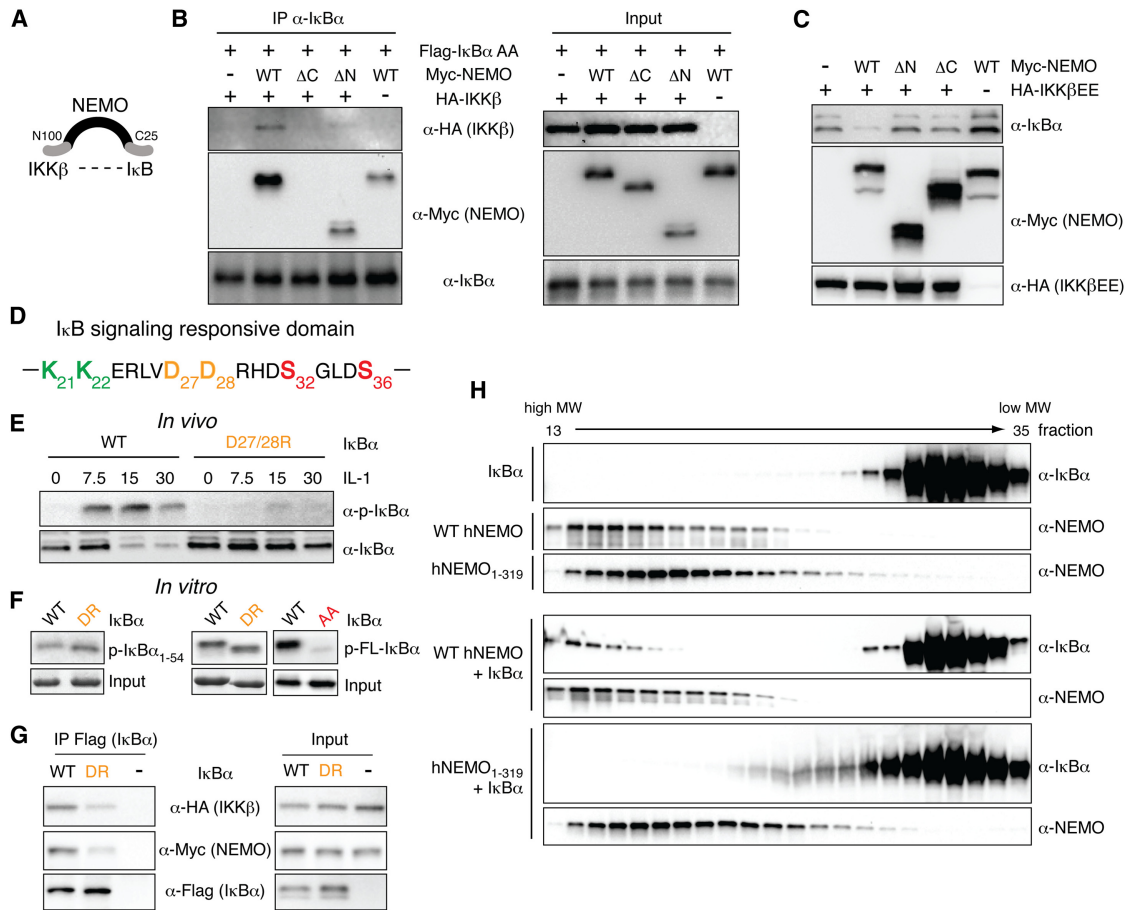 A
NEMO
N100
C25
IKKβ - - - - IκB
B
IP α-IκBα
Input
+ + + + + Flag-IκBα AA + + + + +
- WT ΔC ΔN WT Myc-NEMO - WT ΔC ΔN WT
+ + + + - HA-IKKβ + + + + -
α-HA (IKKβ)
α-Myc (NEMO)
α-IκBα
C
- WT ΔN ΔC WT Myc-NEMO
+ + + + - HA-IKKβEE
α-IκBα
α-Myc (NEMO)
α-HA (IKKβEE)
D
IκB signaling responsive domain
—K21K22ERLVD27D28RHDS32GLDS36—
E
In vivo
WT D27/28R IκBα
0 7.5 15 30 0 7.5 15 30 IL-1
α-p-IκBα
α-IκBα
F
In vitro
WT DR IκBα WT DR WT AA IκBα
p-IκBα1-54
p-FL-IκBα
Input
Input
G
IP Flag (IκBα)
Input
WT DR - IκBα WT DR -
α-HA (IKKβ)
α-Myc (NEMO)
α-Flag (IκBα)
H
high MW
low MW
13
35 fraction
IκBα
α-IκBα
WT hNEMO
α-NEMO
hNEMO1-319
α-NEMO
WT hNEMO
+ IκBα
α-IκBα
α-NEMO
hNEMO1-319
+ IκBα
α-IκBα
α-NEMO